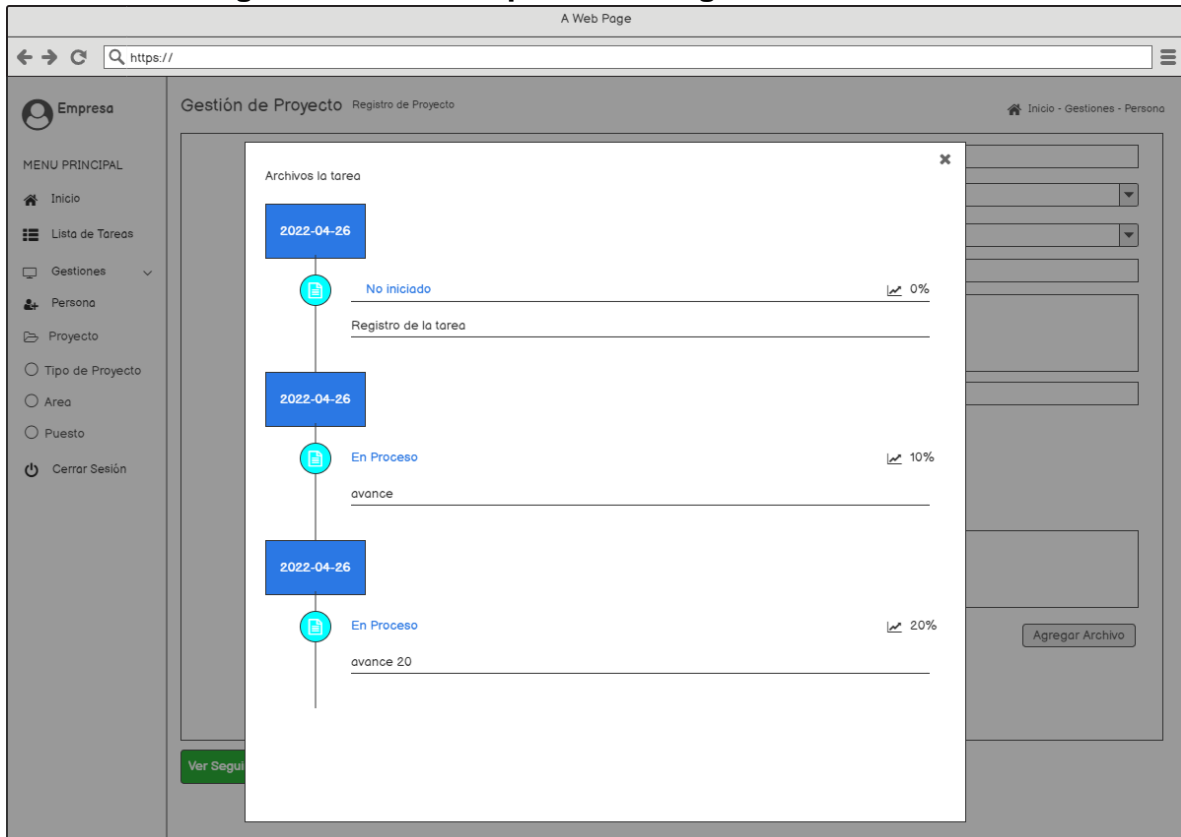 A Web Page
https://
Empresa
Gestión de Proyecto Registro de Proyecto
Inicio - Gestiones - Persona
MENU PRINCIPAL
Inicio
Lista de Tareas
Gestiones
Persona
Proyecto
Tipo de Proyecto
Area
Puesto
Cerrar Sesión
Archivos la tarea
2022-04-26
No iniciado 0%
Registro de la tarea
2022-04-26
En Proceso 10%
avance
2022-04-26
En Proceso 20%
avance 20
Agregar Archivo
Ver Segui